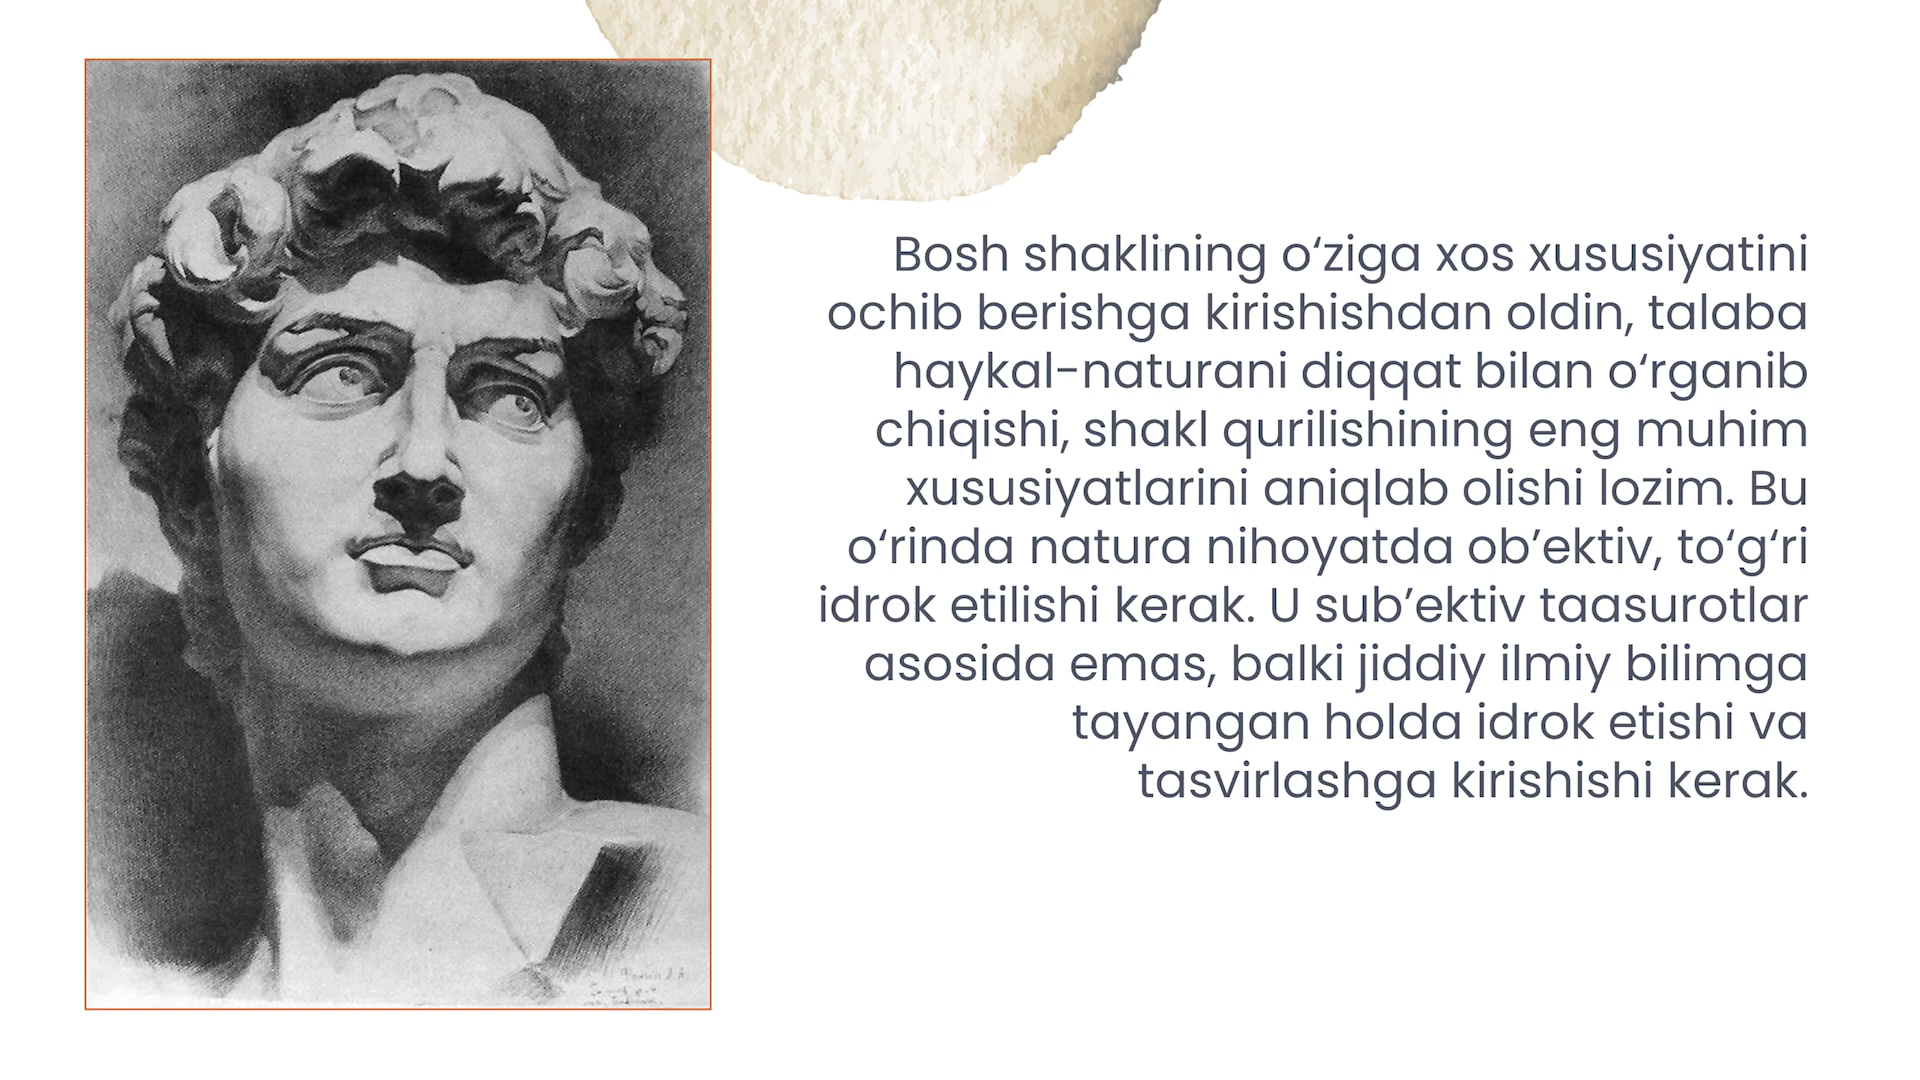 Bosh shaklining o‘ziga xos xususiyatini
ochib berishga kirishishdan oldin, talaba
haykal-naturani diqqat bilan o‘rganib
chiqishi, shakl qurilishining eng muhim
xususiyatlarini aniqlab olishi lozim. Bu
o‘rinda natura nihoyatda ob’ektiv, to‘g‘ri
idrok etilishi kerak. U sub’ektiv taasurotlar
asosida emas, balki jiddiy ilmiy bilimga
tayangan holda idrok etishi va
tasvirlashga kirishishi kerak.